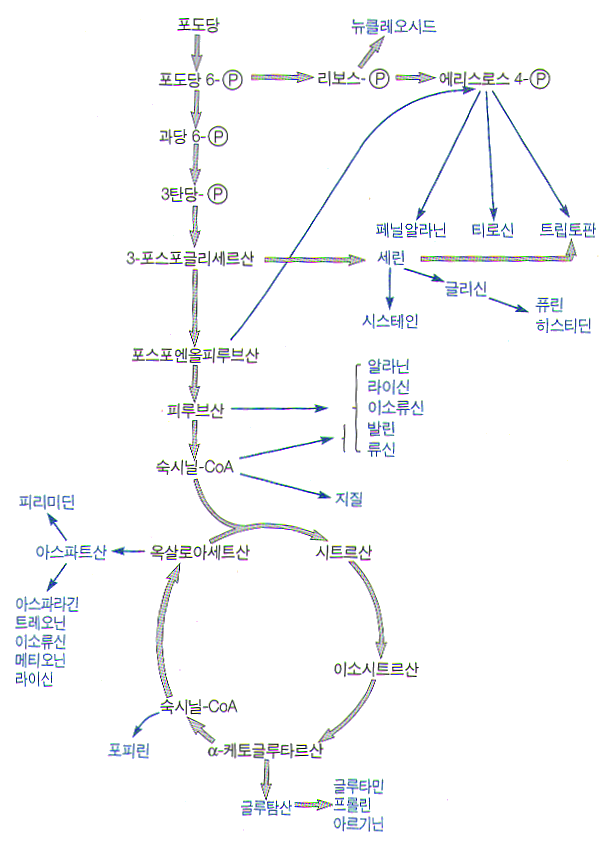 포도당
뉴클레오시드
포도당 6-P
리보스-P
에리스로스 4-P
과당 6-P
3탄당-P
페닐알라닌
티로신
트립토판
3-포스포글리세르산
세린
글리신
퓨린
히스티딘
시스테인
포스포엔올피루브산
알라닌
라이신
이소류신
발린
류신
피루브산
숙시닐-CoA
지질
피리미딘
아스파트산
옥살로아세트산
시트르산
아스파라긴
트레오닌
이소류신
메티오닌
라이신
이소시트르산
숙시닐-CoA
포피린
α-케토글루타르산
글루탐산
글루타민
프롤린
아르기닌